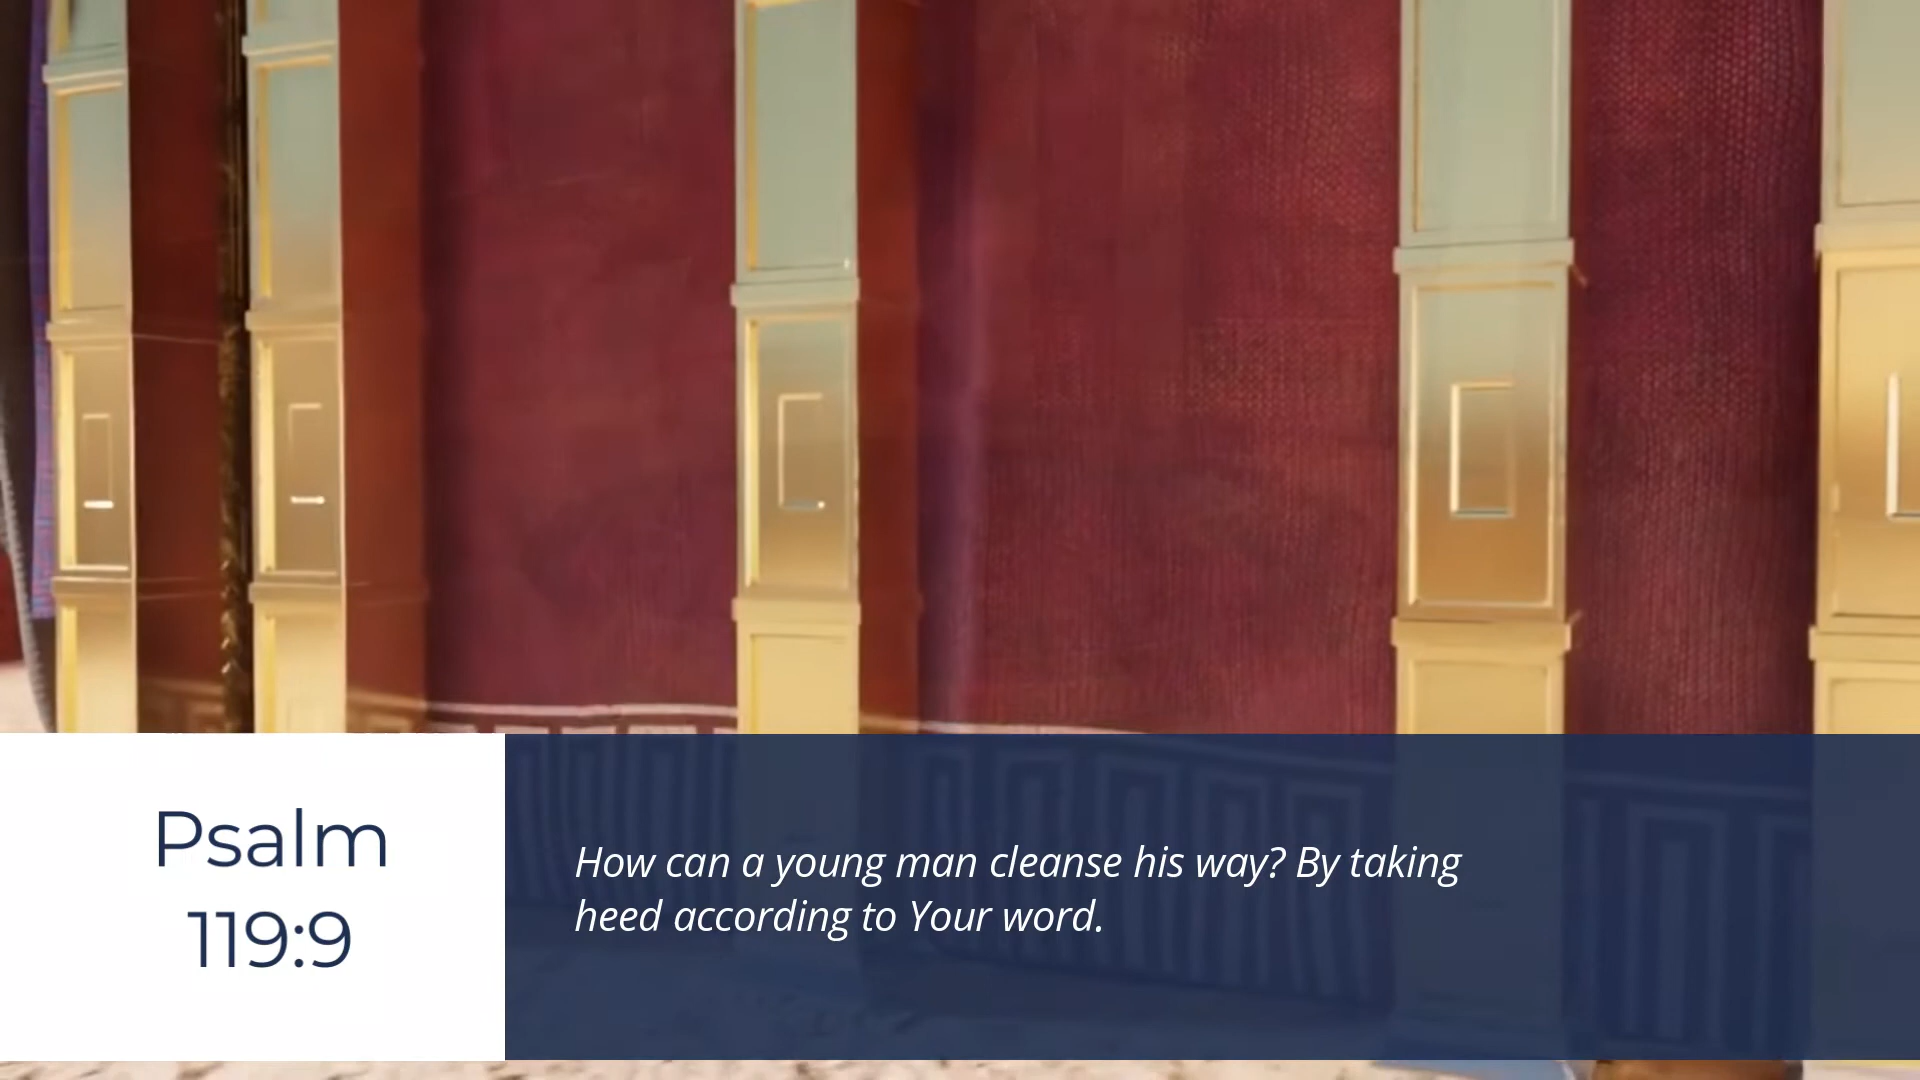 Psalm
119:9
How can a young man cleanse his way? By taking
heed according to Your word.